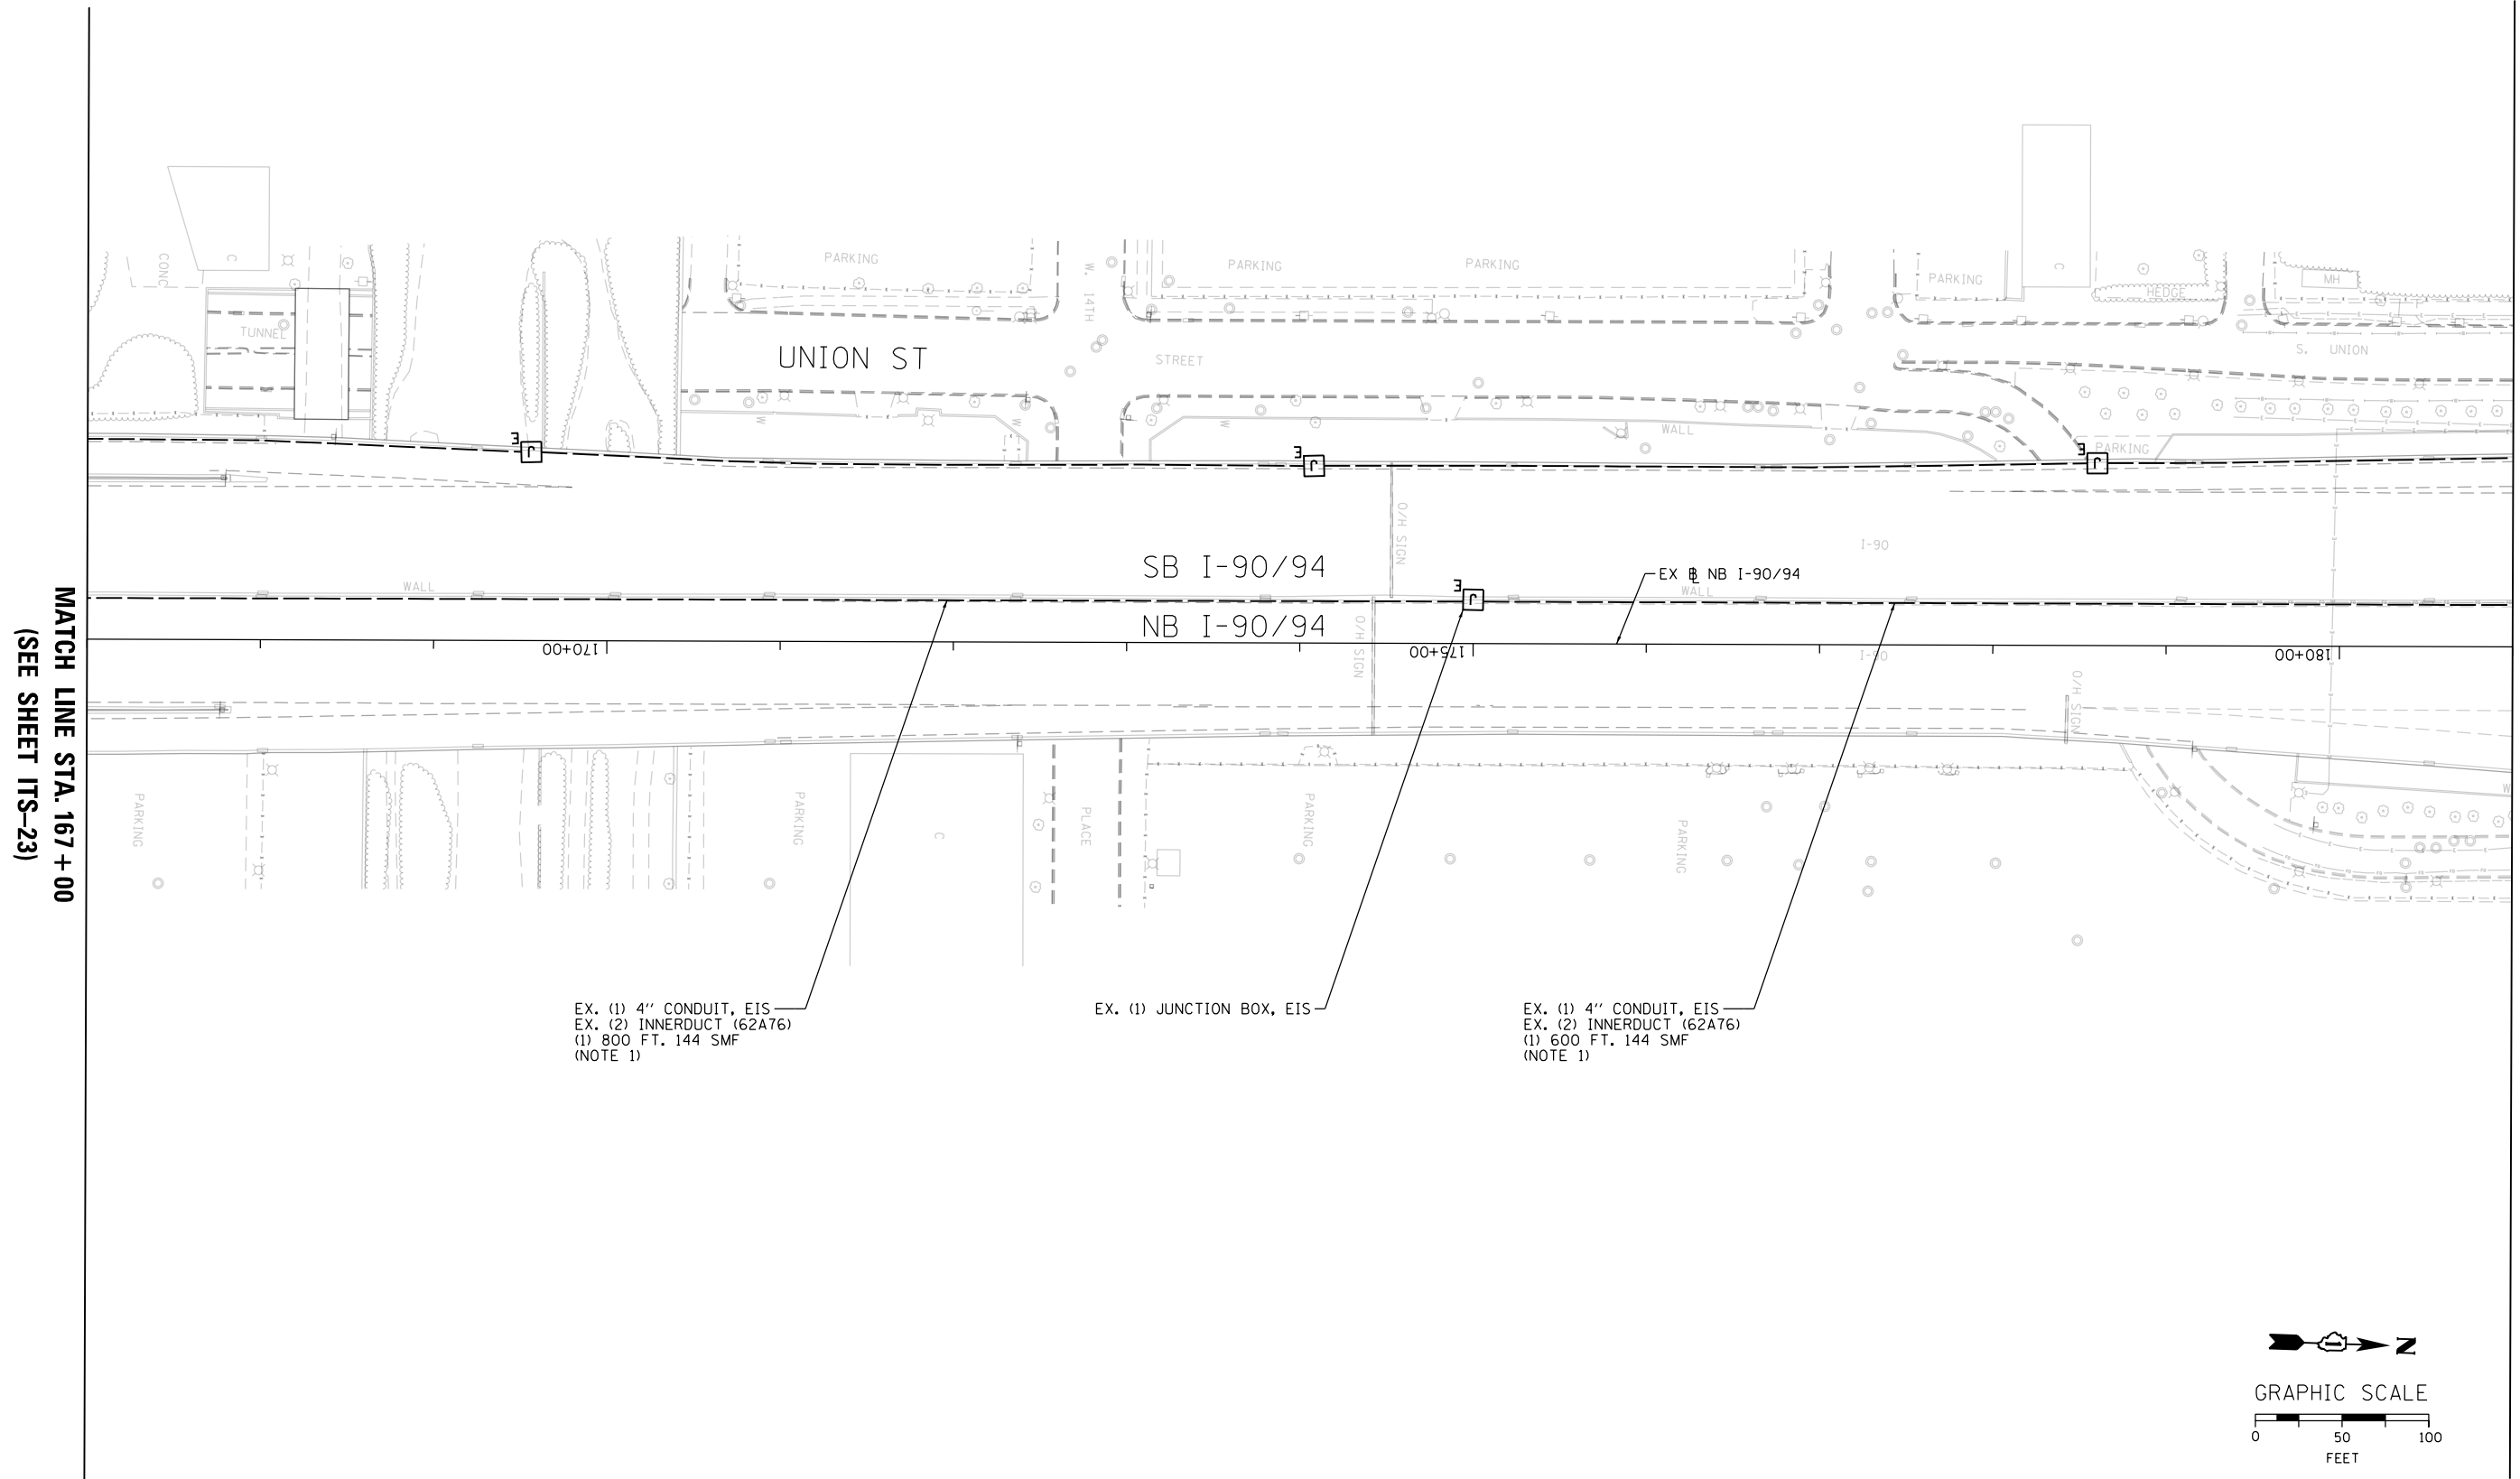 CONC
C
TUNNEL
PARKING
W. 14TH
PARKING
PARKING
PARKING
C
HEDGE
MH
UNION ST
STREET
S. UNION
W
W
W
WALL
PARKING
E
J
E
J
E
J
O/H SIGN
I-90
SB I-90/94
EX B NB I-90/94
WALL
E
J
WALL
NB I-90/94
O/H SIGN
170+00
175+00
I-90
180+00
O/H SIGN
MATCH LINE STA. 167+00
(SEE SHEET ITS-23)
PARKING
PARKING
C
PLACE
PARKING
PARKING
W
EX. (1) 4'' CONDUIT, EIS
EX. (2) INNERDUCT (62A76)
(1) 800 FT. 144 SMF
(NOTE 1)
EX. (1) JUNCTION BOX, EIS
EX. (1) 4'' CONDUIT, EIS
EX. (2) INNERDUCT (62A76)
(1) 600 FT. 144 SMF
(NOTE 1)
N
GRAPHIC SCALE
0 50 100
FEET